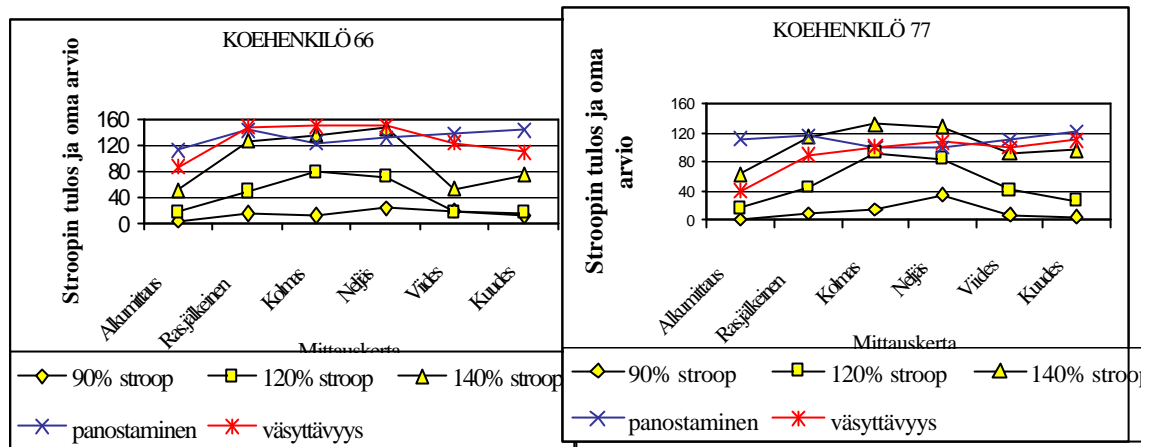 KOEHENKILÖ 66
Stroopin tulos ja oma arvio
160
120
80
40
0
Alkumittaus
Rasjälkeinen
Kolmas
Neljäs
Viides
Kuudes
Mittauskerta
90% stroop
120% stroop
140% stroop
panostaminen
väsyttävyys
KOEHENKILÖ 77
Stroopin tulos ja oma
arvio
160
120
80
40
0
Alkumittaus
Rasjälkeinen
Kolmas
Neljäs
Viides
Kuudes
Mittauskerta
90% stroop
120% stroop
140% stroop
panostaminen
väsyttävyys